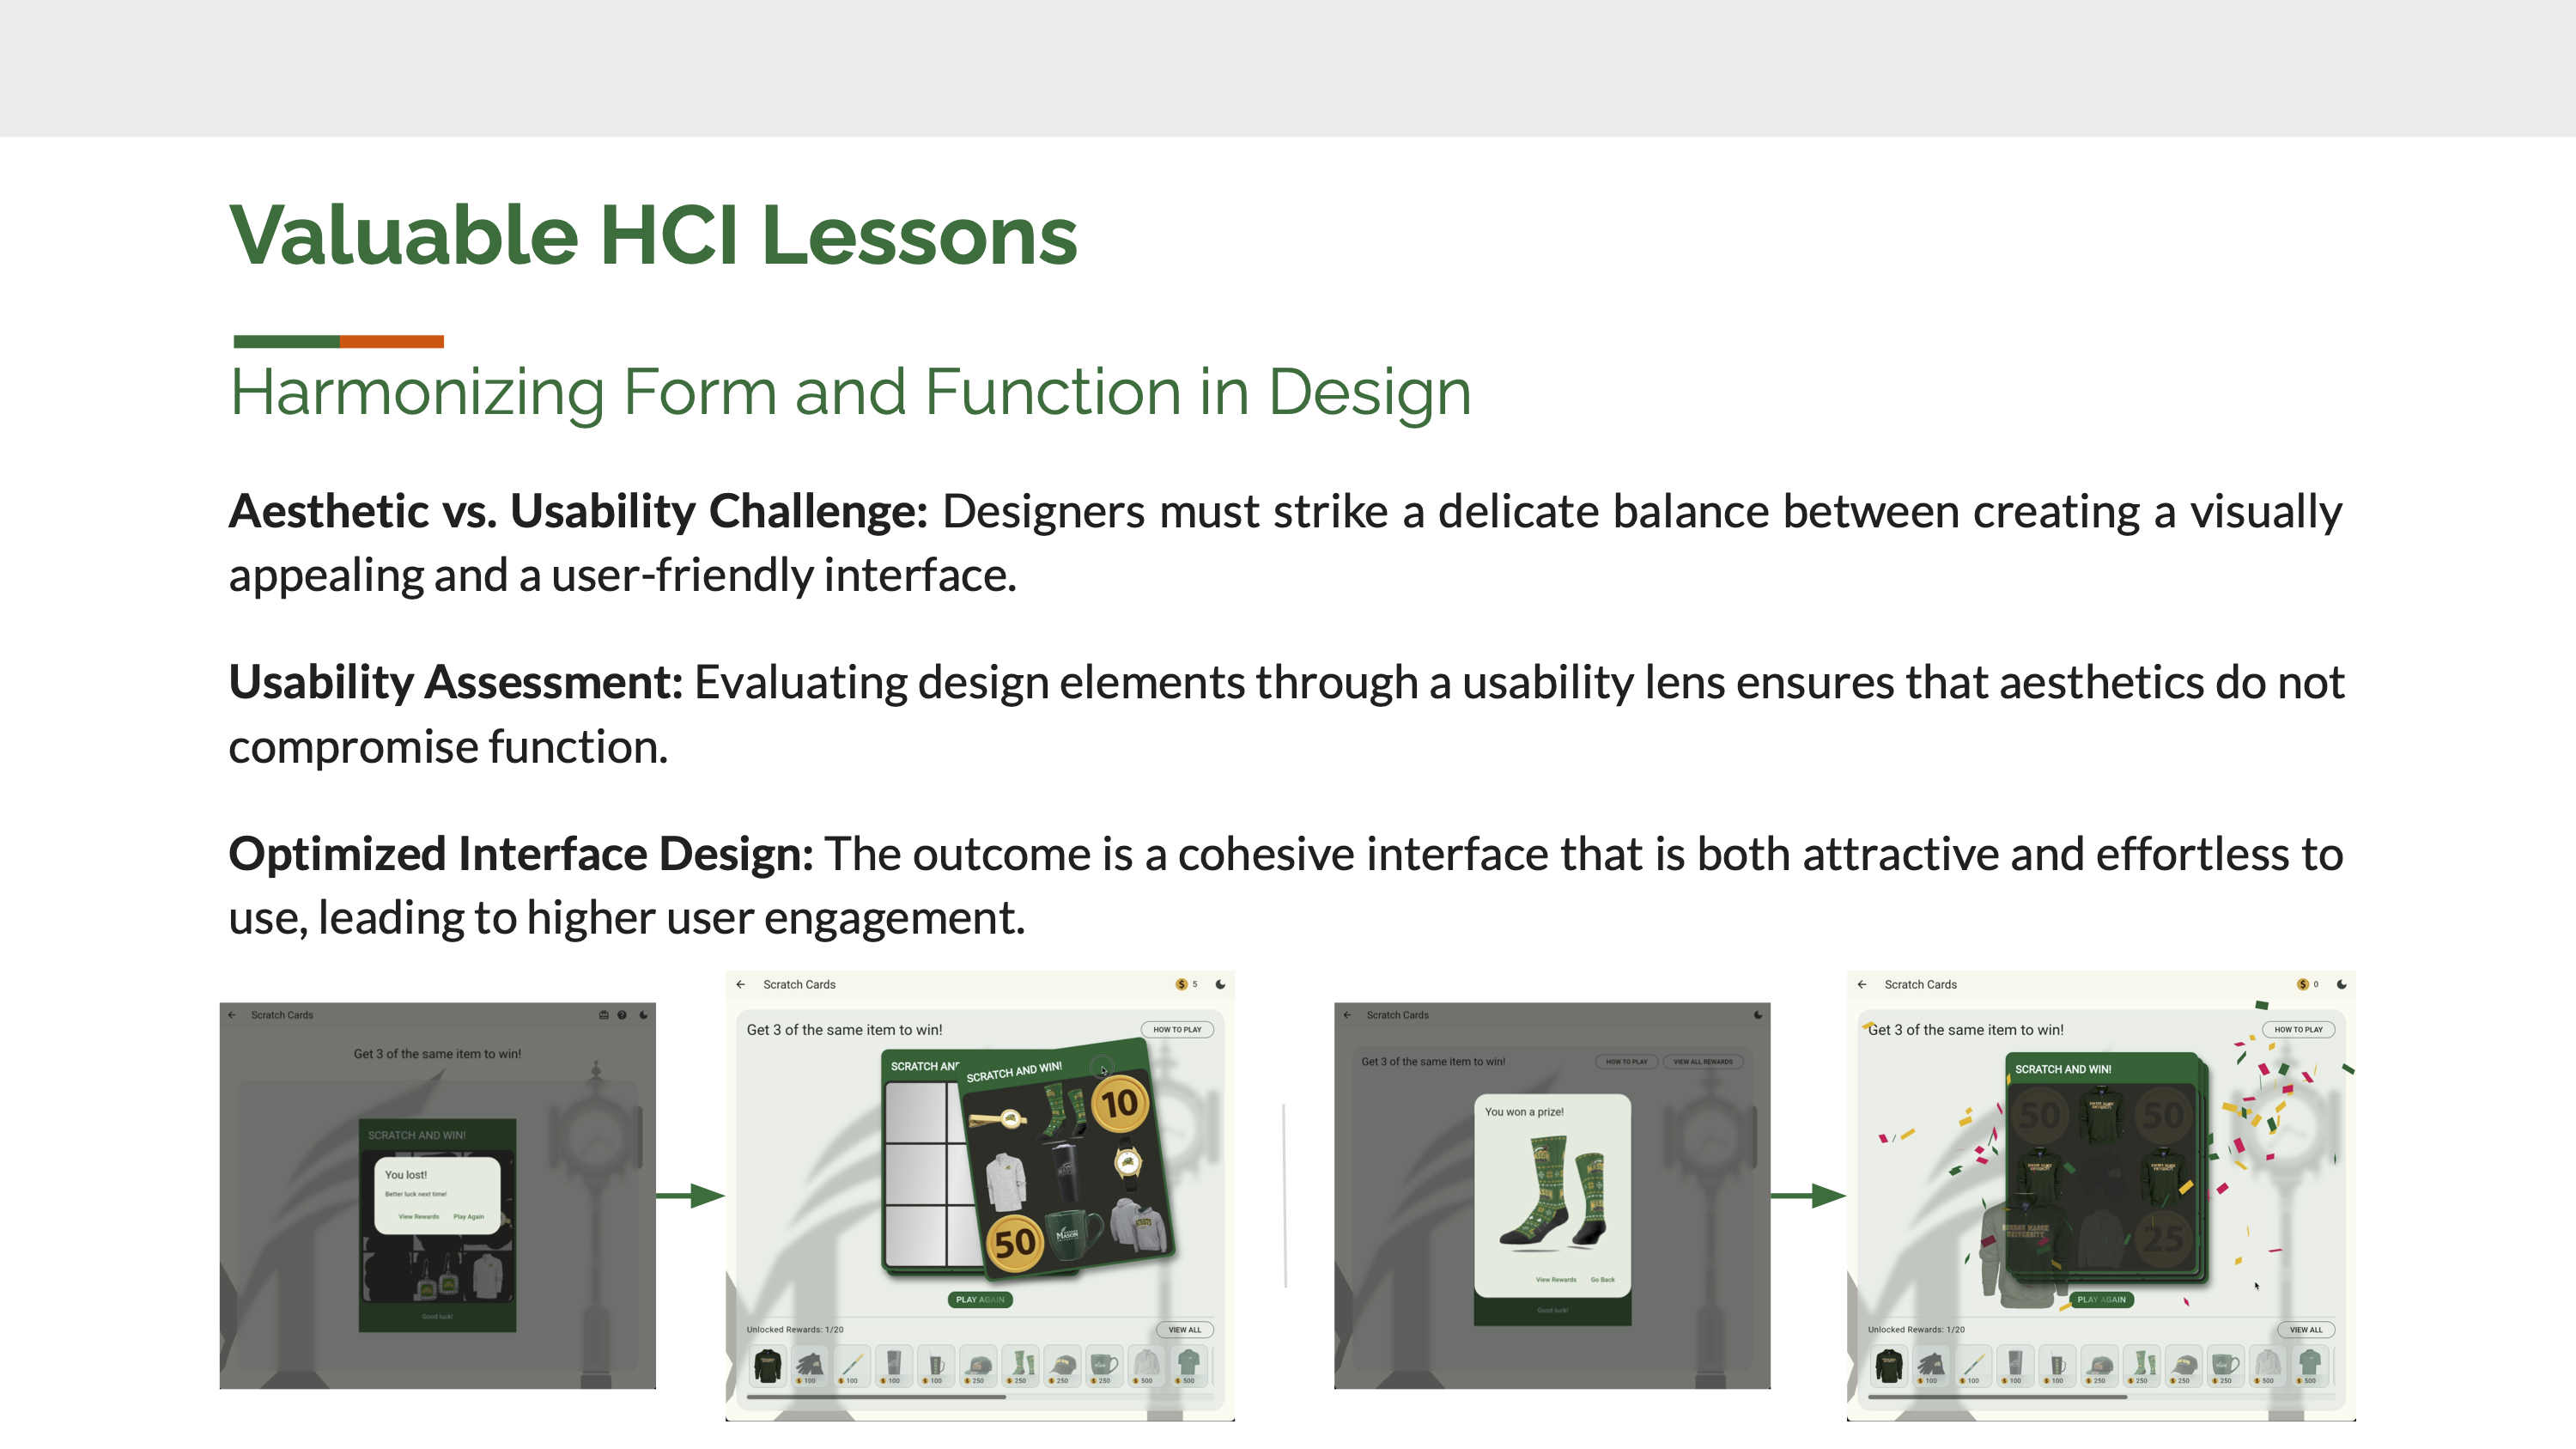 Valuable HCI Lessons
Harmonizing Form and Function in Design
Aesthetic vs. Usability Challenge: Designers must strike a delicate balance between creating a visually
appealing and a user-friendly interface.
Usability Assessment: Evaluating design elements through a usability lens ensures that aesthetics do not
compromise function.
Optimized Interface Design: The outcome is a cohesive interface that is both attractive and effortless to
use, leading to higher user engagement.
Scratch Cards
Get 3 of the same item to win!
SCRATCH AND WIN!
You lost!
Better luck next time!
View Rewards Play Again
Good luck!
Scratch Cards 5
Get 3 of the same item to win! HOW TO PLAY
SCRATCH AN
SCRATCH AND WIN!
10
50
MASON
PLAY AGAIN
Unlocked Rewards: 1/20 VIEW ALL
100 100 100 100 250 250 250 250 500 500
Scratch Cards
Get 3 of the same item to win! HOW TO PLAY VIEW ALL REWARDS
You won a prize!
View Rewards Go Back
Good luck!
Scratch Cards 0
Get 3 of the same item to win! HOW TO PLAY
SCRATCH AND WIN!
50 50
25
PLAY AGAIN
Unlocked Rewards: 1/20 VIEW ALL
100 100 100 100 250 250 250 250 500 500